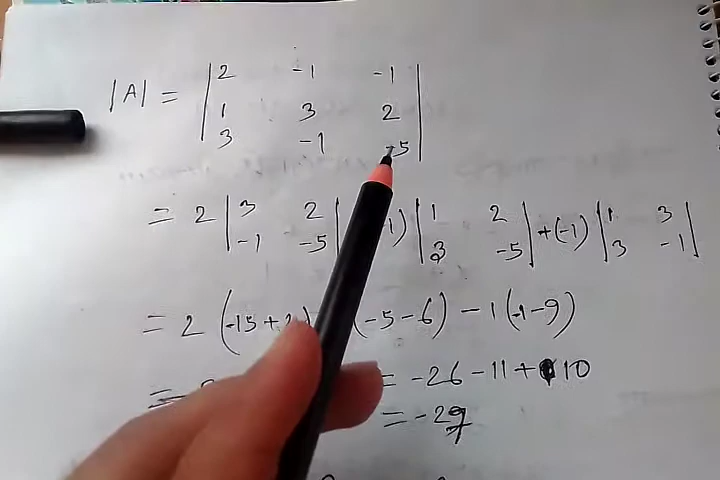 |A| = | 2 -1 -1 |
| 1 3 2 |
| 3 -1 -5 |
= 2 | 3 2 | 1) | 1 2 | +(-1) | 1 3 |
| -1 -5 | | 3 -5 | | 3 -1 |
= 2 (-15+2) (-5-6) -1(-1-9)
= = -26 -11 + 10
= -27